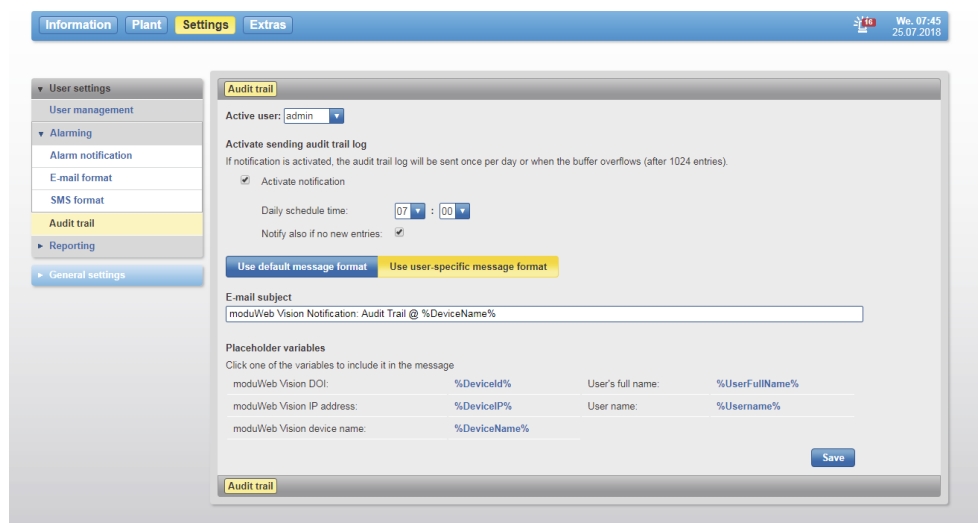 Information Plant Settings Extras 16 We. 07:45
25.07.2018
User settings
User management
Alarming
Alarm notification
E-mail format
SMS format
Audit trail
Reporting
General settings
Audit trail
Active user: admin
Activate sending audit trail log
If notification is activated, the audit trail log will be sent once per day or when the buffer overflows (after 1024 entries).
Activate notification
Daily schedule time: 07 : 00
Notify also if no new entries:
Use default message format Use user-specific message format
E-mail subject
moduWeb Vision Notification: Audit Trail @ %DeviceName%
Placeholder variables
Click one of the variables to include it in the message
moduWeb Vision DOI: %DeviceId% User's full name: %UserFullName%
moduWeb Vision IP address: %DeviceIP% User name: %Username%
moduWeb Vision device name: %DeviceName%
Save
Audit trail